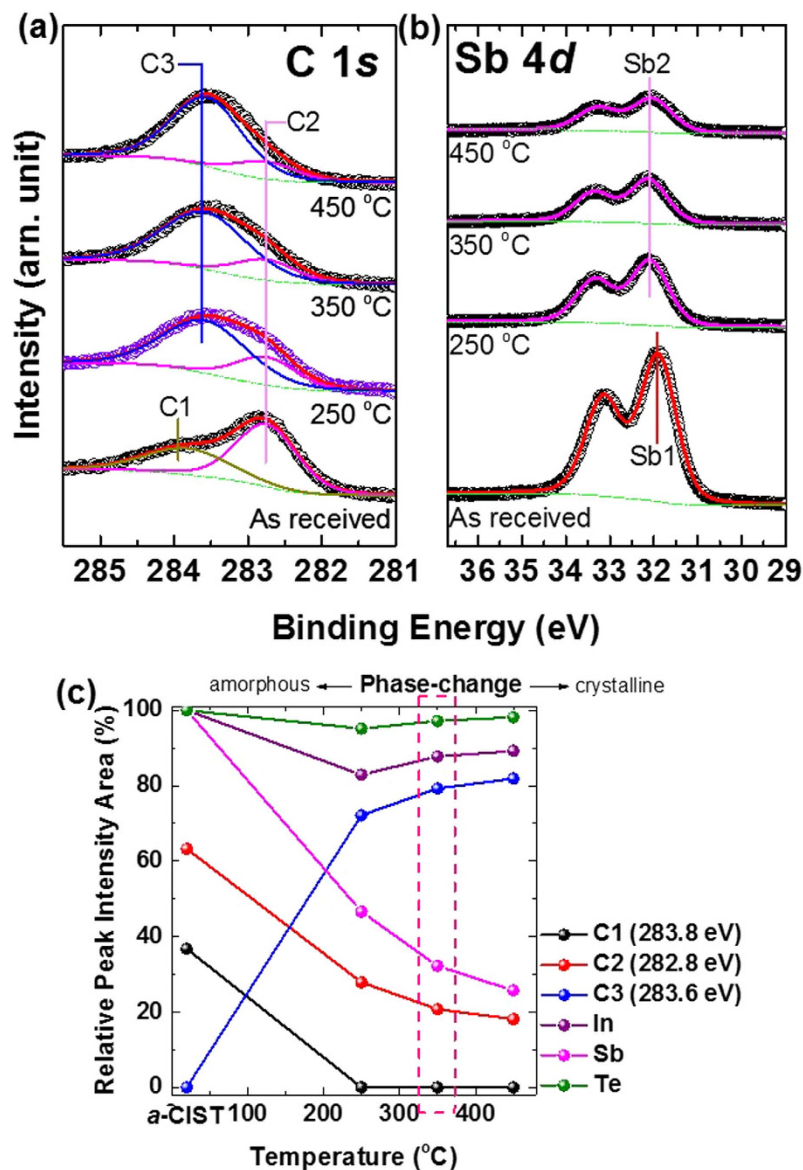 (a)
C 1s
C3
C2
450 °C
350 °C
250 °C
C1
As received
285 284 283 282 281
(b)
Sb 4d
Sb2
450 °C
350 °C
250 °C
Sb1
As received
36 35 34 33 32 31 30 29
Intensity (arn. unit)
Binding Energy (eV)
(c)
amorphous Phase-change crystalline
Relative Peak Intensity Area (%)
100
80
60
40
20
0
a-CIST 100 200 300 400
Temperature (°C)
C1 (283.8 eV)
C2 (282.8 eV)
C3 (283.6 eV)
In
Sb
Te